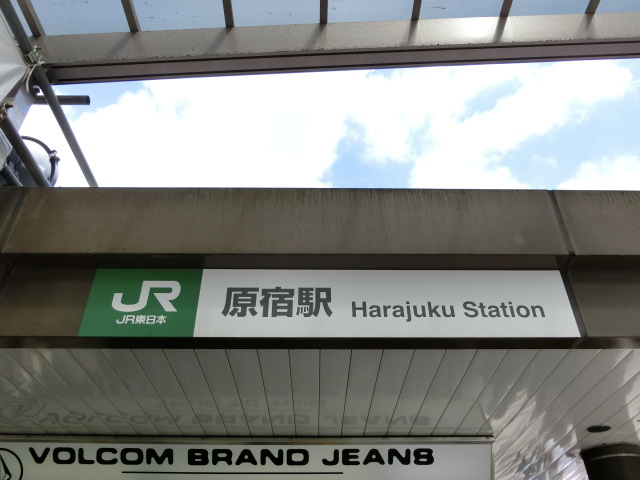 JR
JR東日本
原宿駅 Harajuku Station
VOLCOM BRAND JEANS